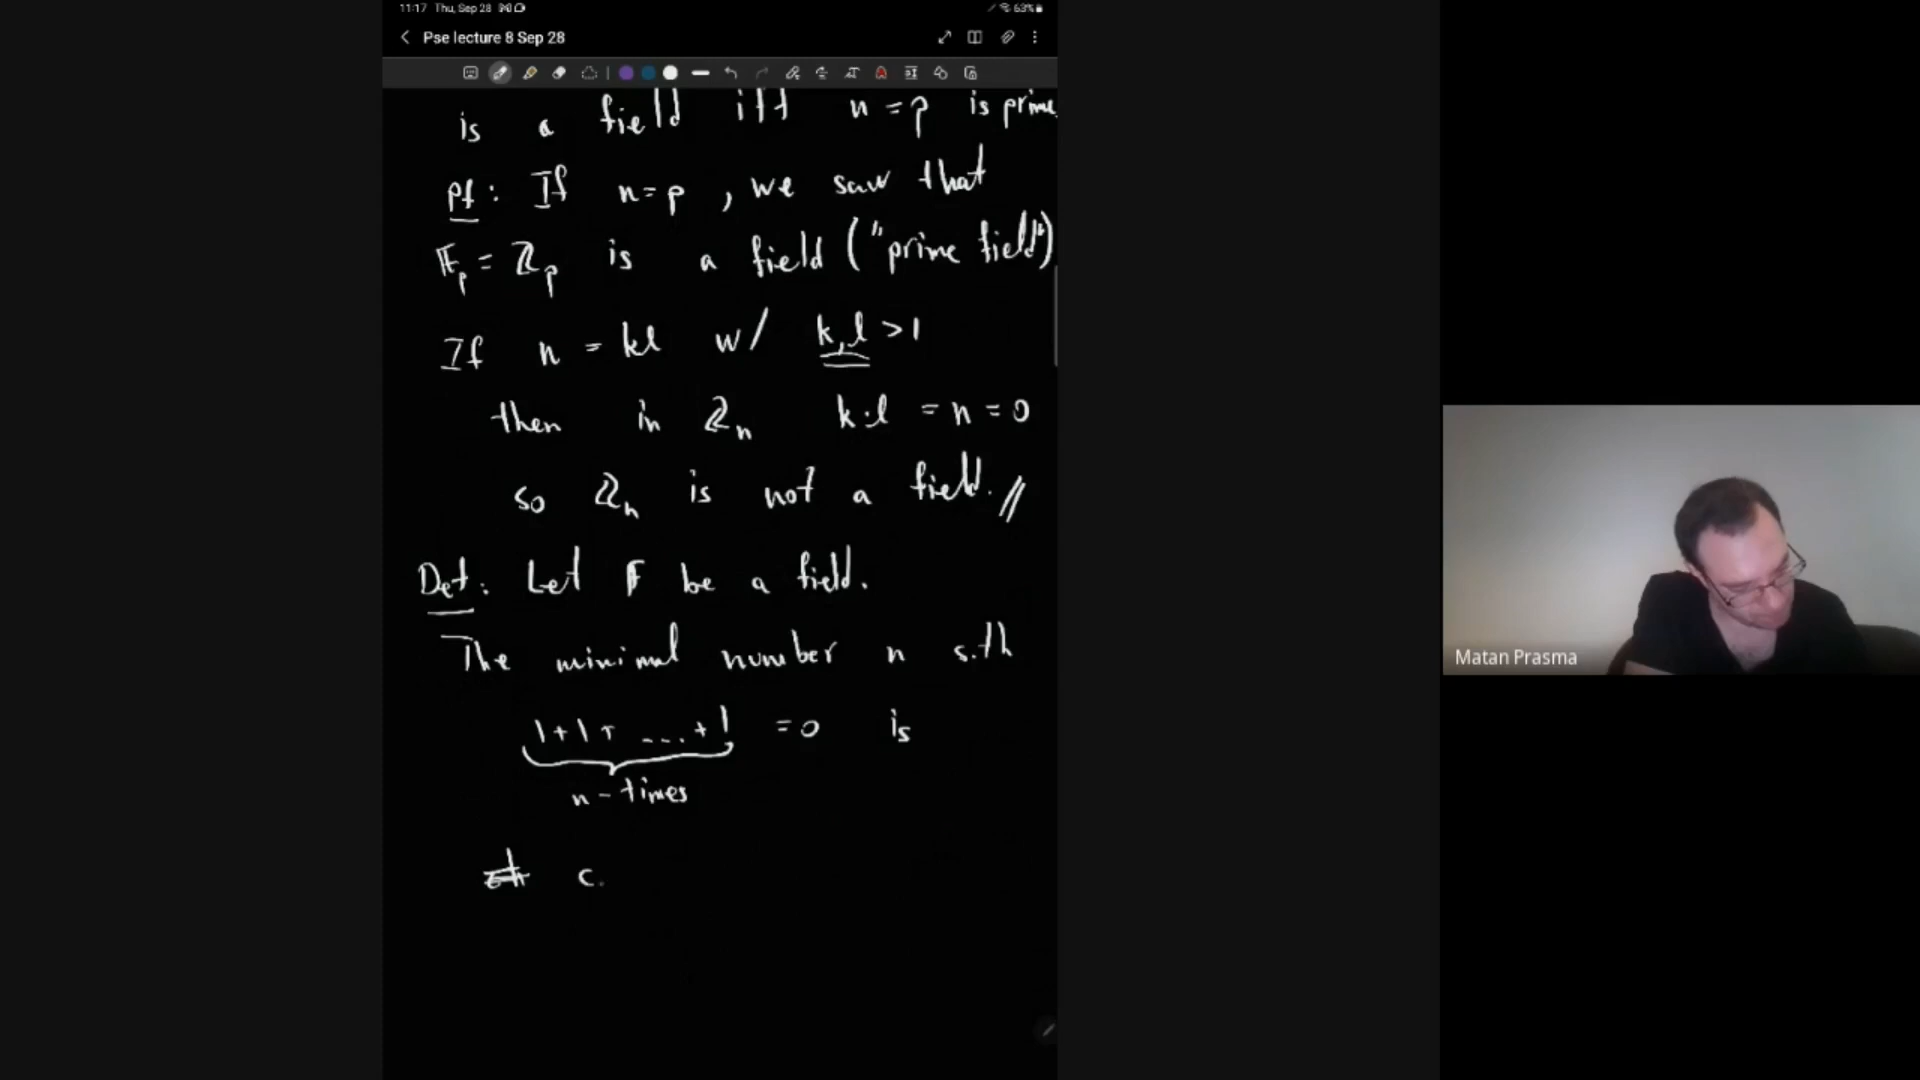 11:17 Thu, Sep 28
63%
Pse lecture 8 Sep 28
is a field iff n = p is prime
pf: If n = p, we saw that
𝔽p = ℤp is a field ("prime field")
If n = kl w/ k,l > 1
then in ℤn k·l = n = 0
so ℤn is not a field. //
Def: Let 𝔽 be a field.
The minimal number n s.th
1+1+ ... +1 = 0 is
n-times
c.
Matan Prasma